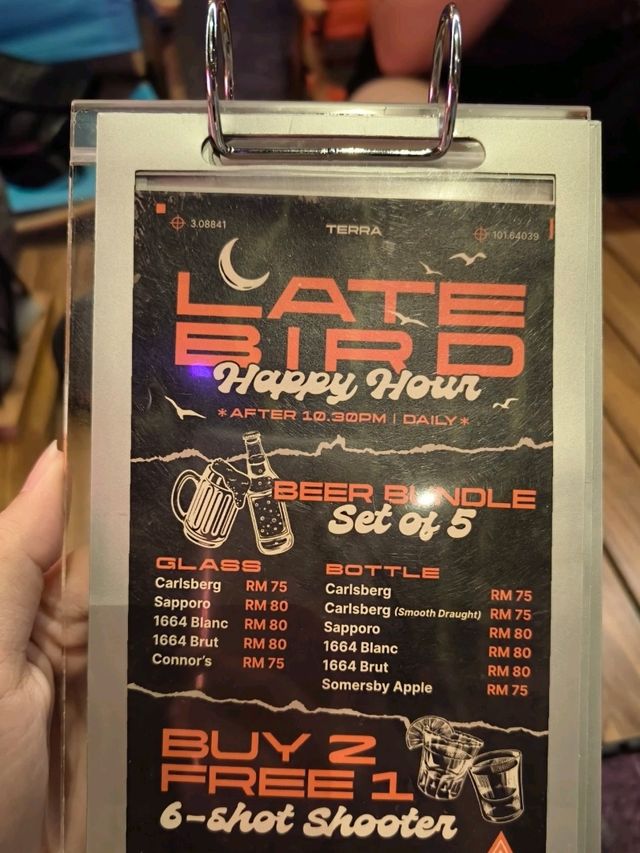 3.08841 TERRA 101.64039
LATE
BIRD
Happy Hour
*AFTER 10.30PM | DAILY*
BEER BUNDLE
Set of 5
GLASS
Carlsberg RM 75
Sapporo RM 80
1664 Blanc RM 80
1664 Brut RM 80
Connor's RM 75
BOTTLE
Carlsberg RM 75
Carlsberg (Smooth Draught) RM 75
Sapporo RM 80
1664 Blanc RM 80
1664 Brut RM 80
Somersby Apple RM 75
BUY 2
FREE 1
6-shot Shooter